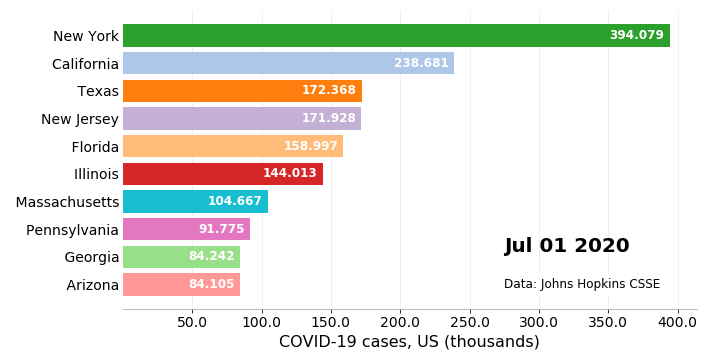 New York 394.079
California 238.681
Texas 172.368
New Jersey 171.928
Florida 158.997
Illinois 144.013
Massachusetts 104.667
Pennsylvania 91.775
Georgia 84.242
Arizona 84.105
Jul 01 2020
Data: Johns Hopkins CSSE
50.0 100.0 150.0 200.0 250.0 300.0 350.0 400.0
COVID-19 cases, US (thousands)